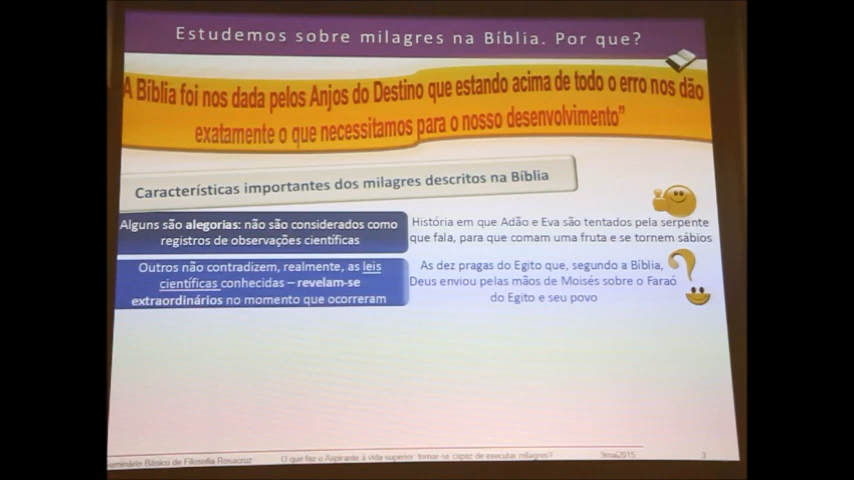 Estudemos sobre milagres na Bíblia. Por que?
A Bíblia foi nos dada pelos Anjos do Destino que estando acima de todo o erro nos dão
exatamente o que necessitamos para o nosso desenvolvimento”
Características importantes dos milagres descritos na Bíblia
Alguns são alegorias: não são considerados como
registros de observações científicas
História em que Adão e Eva são tentados pela serpente
que fala, para que comam uma fruta e se tornem sábios
Outros não contradizem, realmente, as leis
científicas conhecidas – revelam-se
extraordinários no momento que ocorreram
As dez pragas do Egito que, segundo a Bíblia,
Deus enviou pelas mãos de Moisés sobre o Faraó
do Egito e seu povo
Seminário Básico de Filosofia Rosacruz
O que faz o Aspirante à vida superior tornar-se capaz de executar milagres?
9mai2015
3